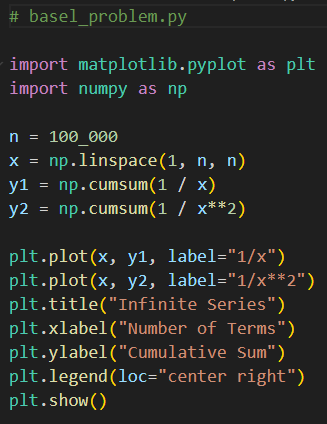 # basel_problem.py
import matplotlib.pyplot as plt
import numpy as np
n = 100_000
x = np.linspace(1, n, n)
y1 = np.cumsum(1 / x)
y2 = np.cumsum(1 / x**2)
plt.plot(x, y1, label="1/x")
plt.plot(x, y2, label="1/x**2")
plt.title("Infinite Series")
plt.xlabel("Number of Terms")
plt.ylabel("Cumulative Sum")
plt.legend(loc="center right")
plt.show()